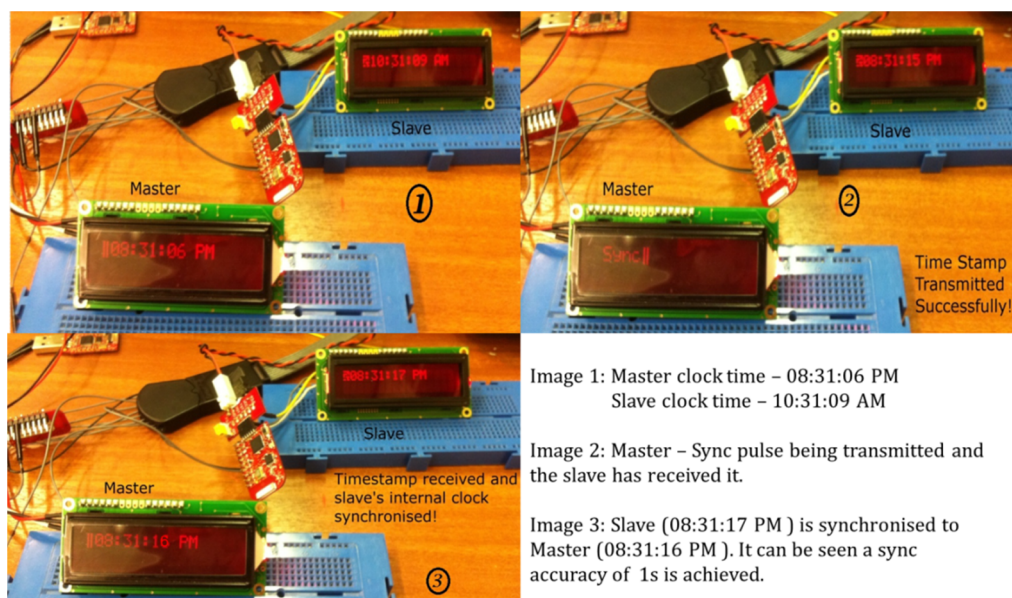 10:31:09 AM
Slave
Master
1
08:31:06 PM
08:31:15 PM
Slave
Master
2
Sync
Time Stamp
Transmitted
Successfully!
08:31:17 PM
Slave
Timestamp received and
slave's internal clock
synchronised!
Master
08:31:16 PM
3
Image 1: Master clock time – 08:31:06 PM
Slave clock time – 10:31:09 AM
Image 2: Master – Sync pulse being transmitted and
the slave has received it.
Image 3: Slave (08:31:17 PM ) is synchronised to
Master (08:31:16 PM ). It can be seen a sync
accuracy of 1s is achieved.